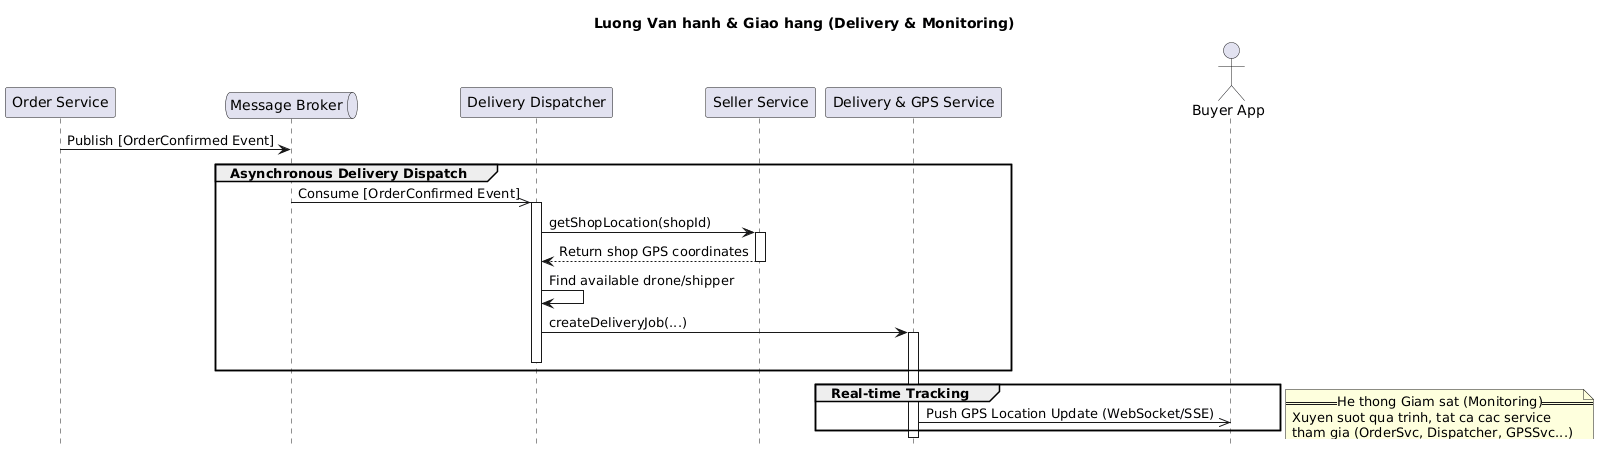 Luong Van hanh & Giao hang (Delivery & Monitoring)
Order Service
Message Broker
Delivery Dispatcher
Seller Service
Delivery & GPS Service
Buyer App
Publish [OrderConfirmed Event]
Asynchronous Delivery Dispatch
Consume [OrderConfirmed Event]
getShopLocation(shopId)
Return shop GPS coordinates
Find available drone/shipper
createDeliveryJob(...)
Real-time Tracking
Push GPS Location Update (WebSocket/SSE)
He thong Giam sat (Monitoring)
Xuyen suot qua trinh, tat ca cac service
tham gia (OrderSvc, Dispatcher, GPSSvc...)